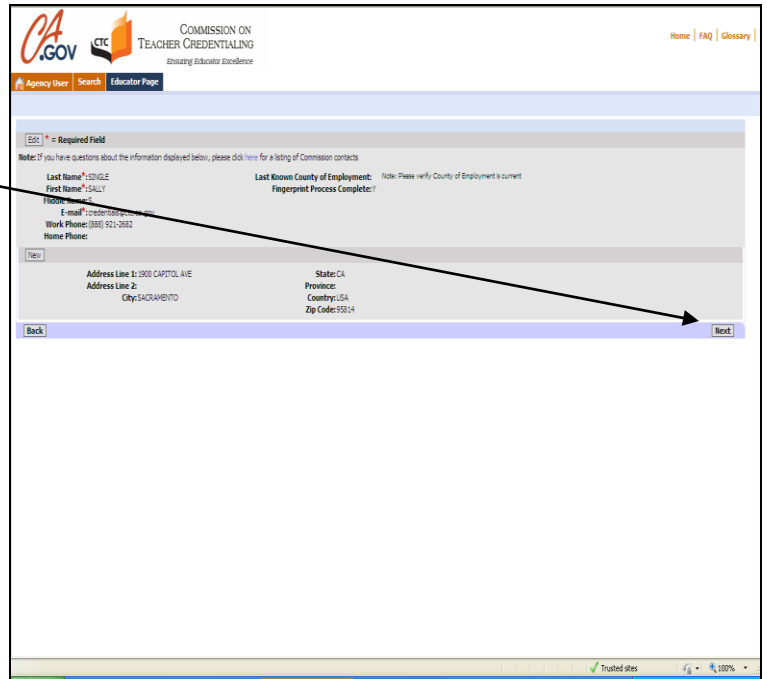 CA
.GOV
CTC
COMMISSION ON
TEACHER CREDENTIALING
Ensuring Educator Excellence
Home | FAQ | Glossary |
Agency User Search Educator Page
Edit * = Required Field
Note: If you have questions about the information displayed below, please click here for a listing of Commission contacts
Last Name*: SINGLE Last Known County of Employment: Note: Please verify County of Employment is current
First Name*: SALLY Fingerprint Process Complete: Y
Middle Name: S
E-mail*: credentials@ctc.ca.gov
Work Phone: (888) 921-2682
Home Phone:
New
Address Line 1: 1900 CAPITOL AVE State: CA
Address Line 2: Province:
City: SACRAMENTO Country: USA
Zip Code: 95814
Back Next
Trusted sites 100%